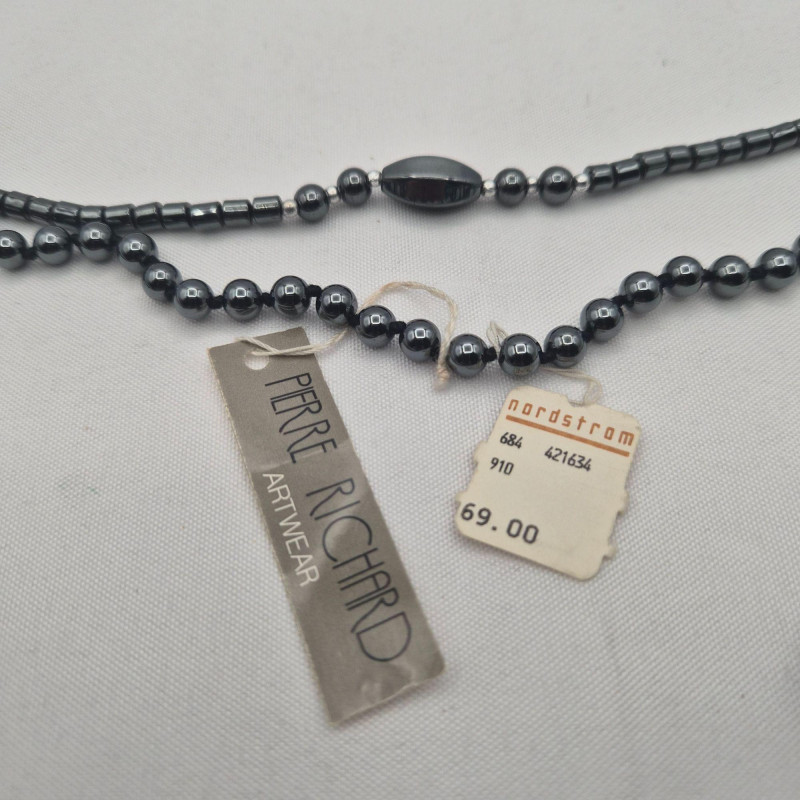 PIERRE RICHARD
ARTWEAR
nordstrom
684 421634
910
69.00